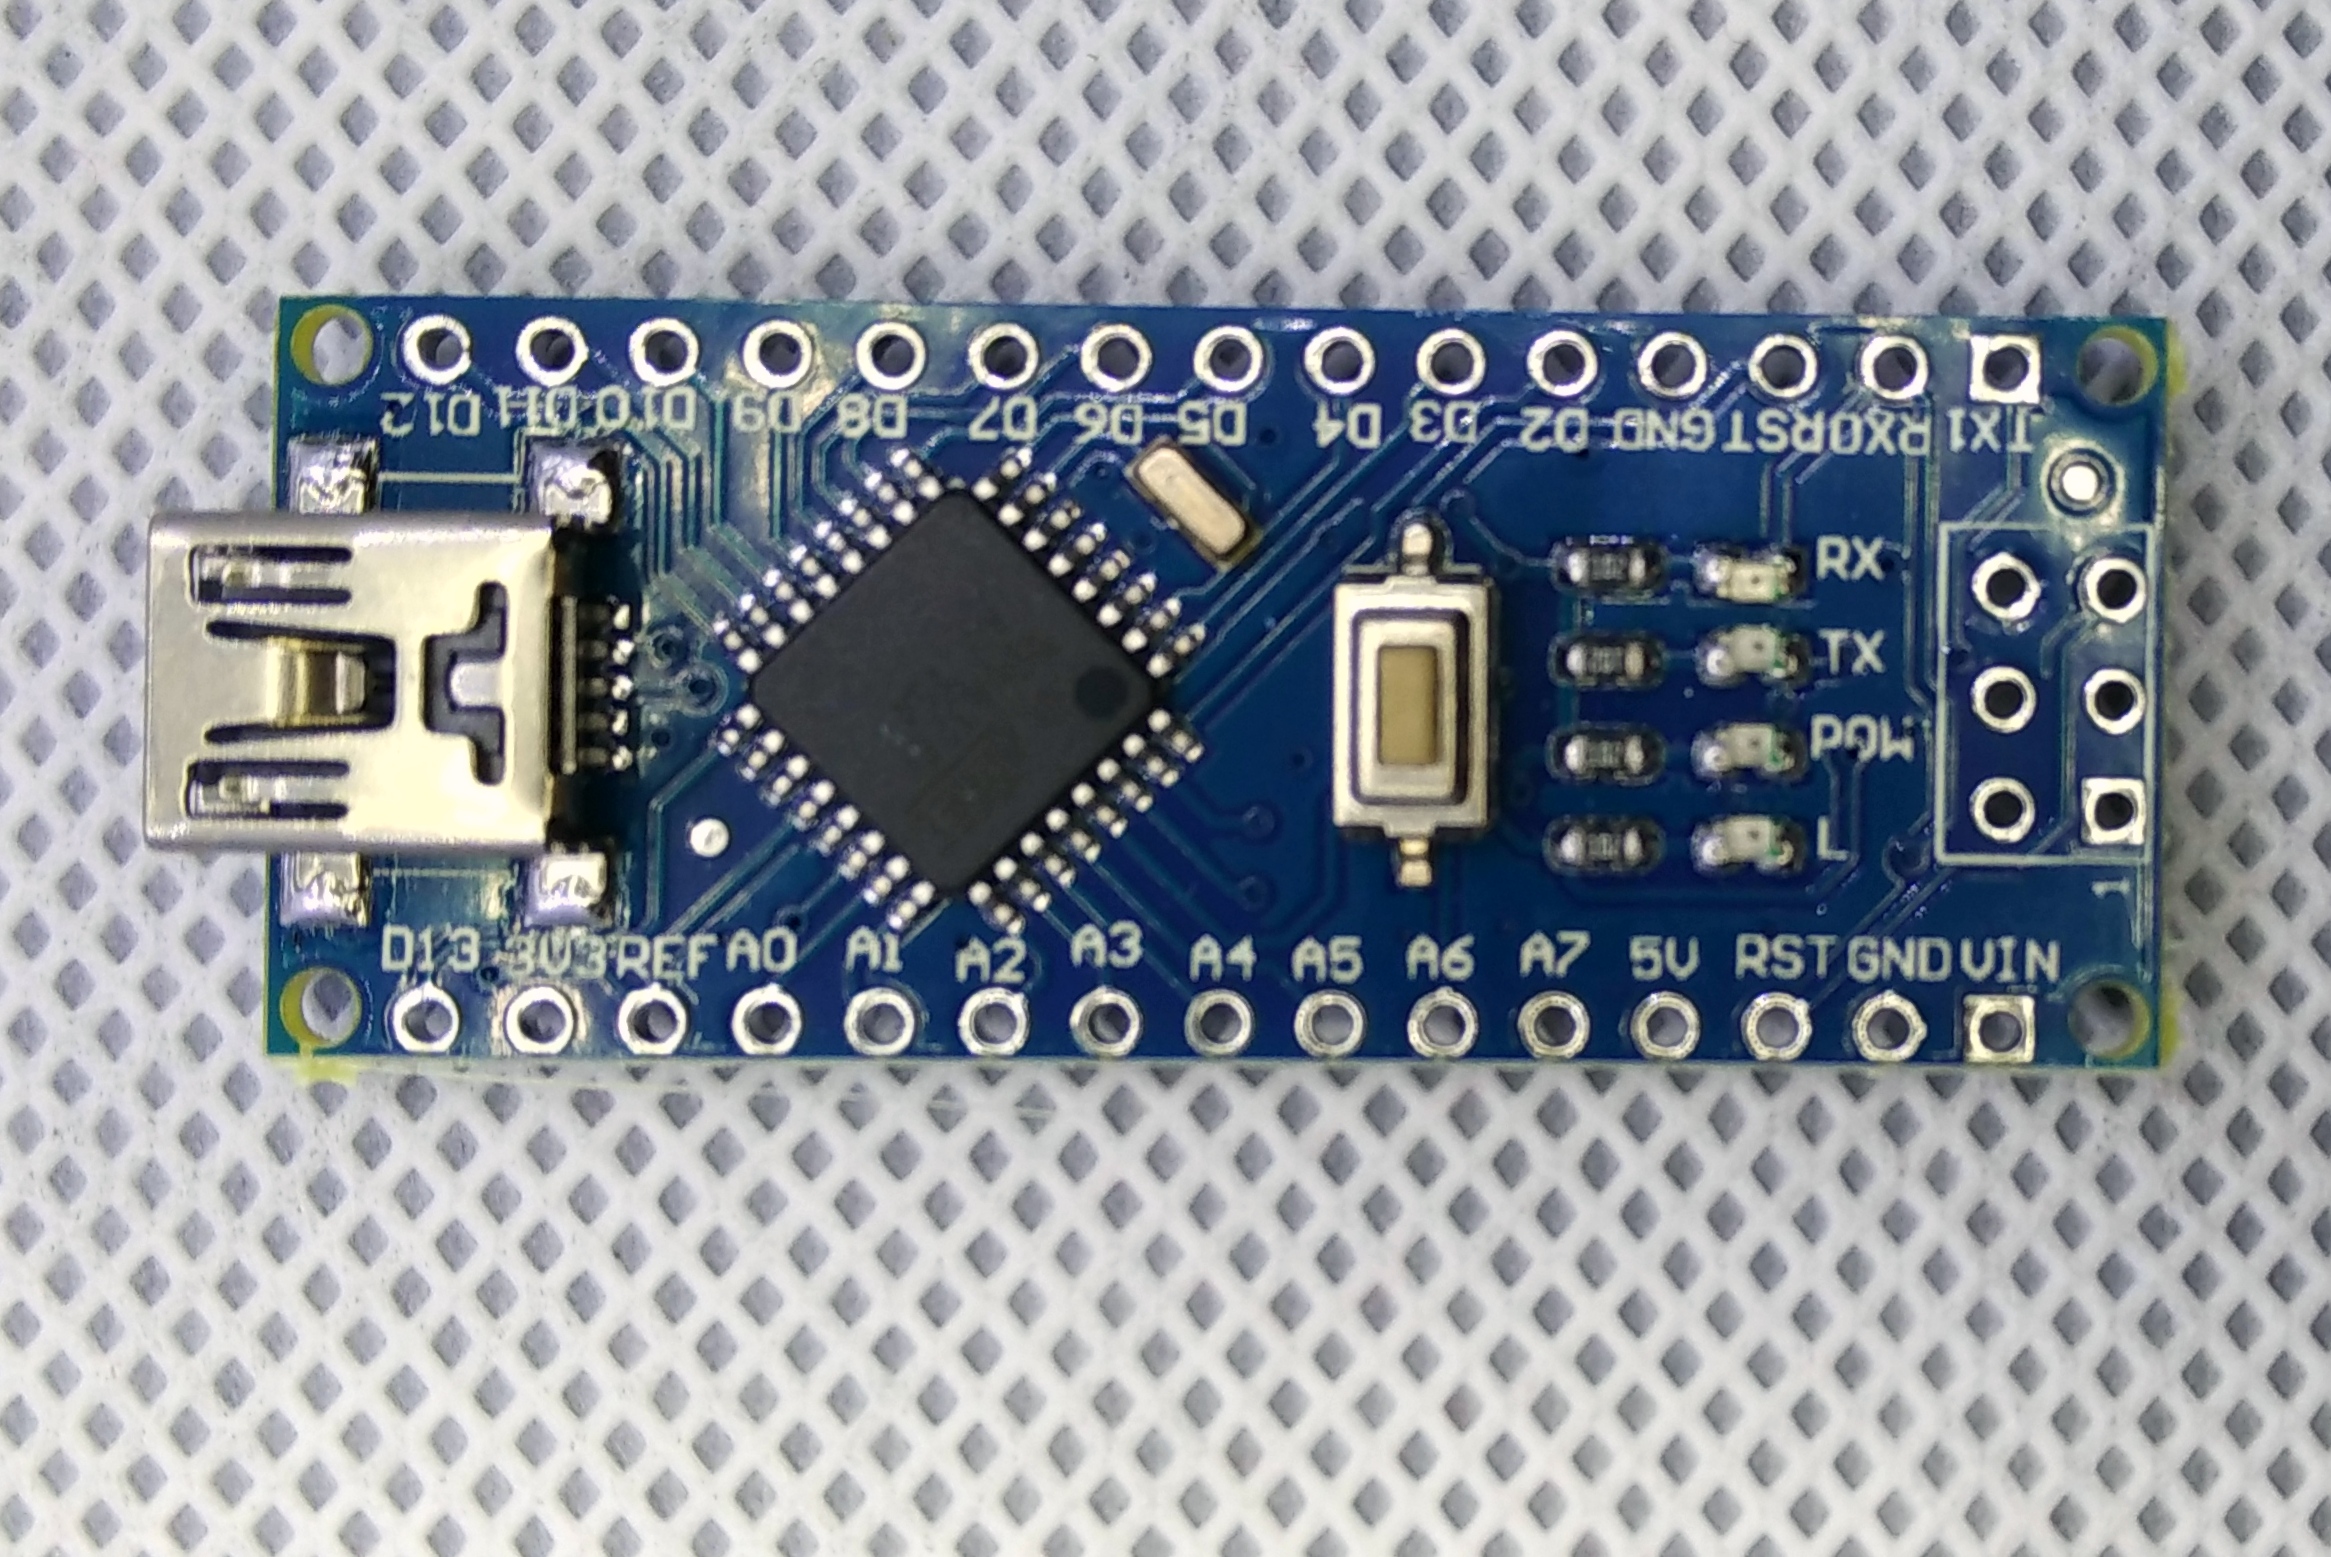 D12 D11 D10 D9 D8 D7 D6 D5 D4 D3 D2 GND RST RX0 TX1
RX
TX
POW
L
1
D13 3V3 REF A0 A1 A2 A3 A4 A5 A6 A7 5V RST GND VIN